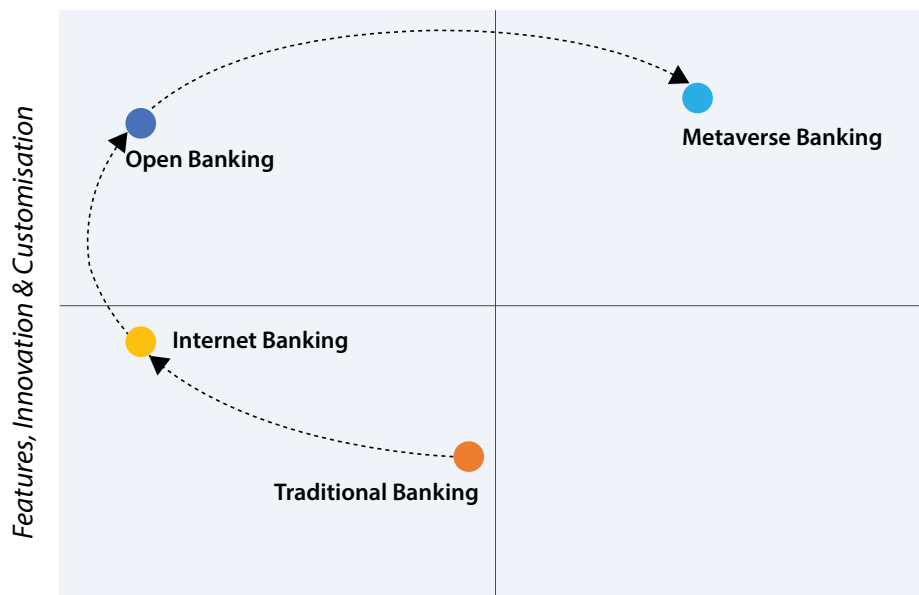 Features, Innovation & Customisation
Open Banking
Metaverse Banking
Internet Banking
Traditional Banking